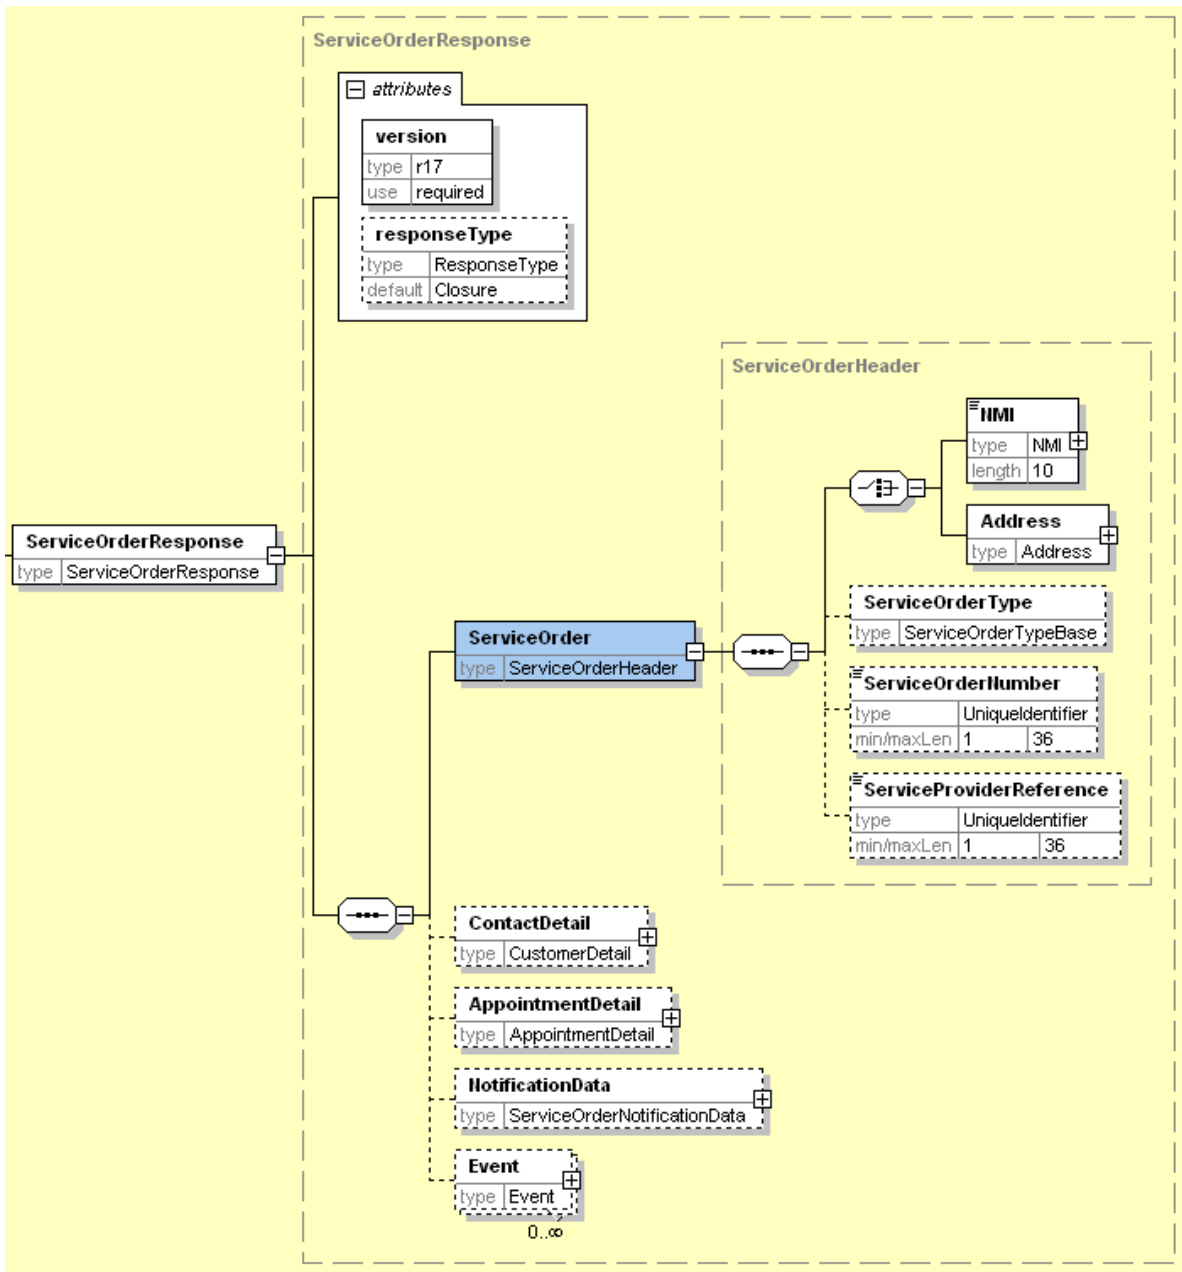 ServiceOrderResponse
attributes
version
type r17
use required
responseType
type ResponseType
default Closure
ServiceOrderHeader
NMI
type NMI
length 10
Address
type Address
ServiceOrderResponse
type ServiceOrderResponse
ServiceOrderType
type ServiceOrderTypeBase
ServiceOrder
type ServiceOrderHeader
ServiceOrderNumber
type UniqueIdentifier
min/maxLen 1 36
ServiceProviderReference
type UniqueIdentifier
min/maxLen 1 36
ContactDetail
type CustomerDetail
AppointmentDetail
type AppointmentDetail
NotificationData
type ServiceOrderNotificationData
Event
type Event
0..∞